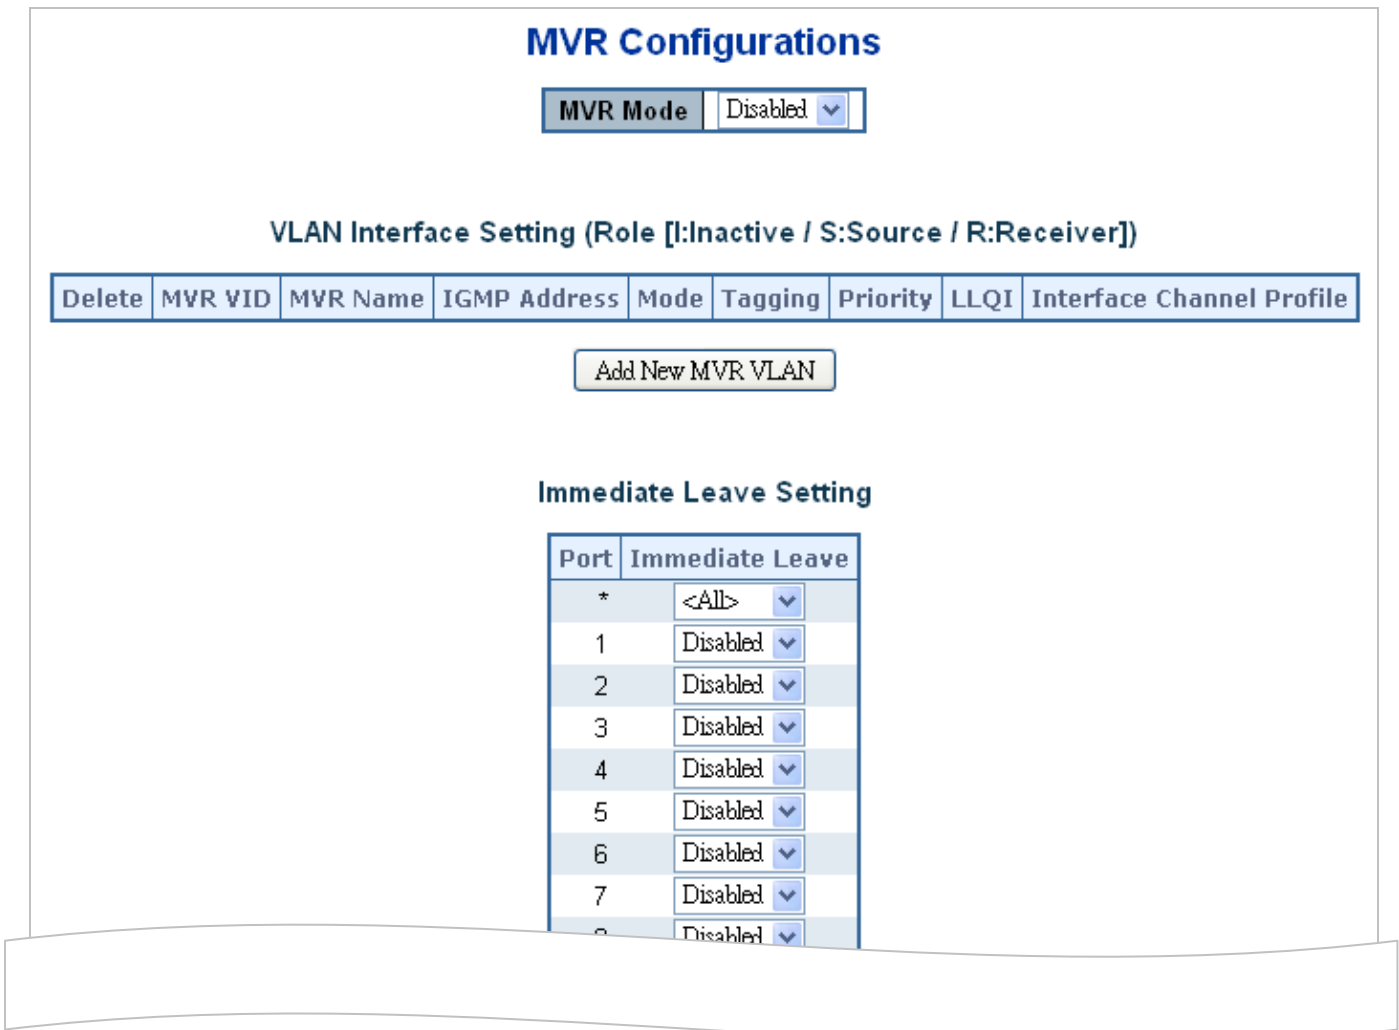 MVR Configurations
MVR Mode Disabled
VLAN Interface Setting (Role [I:Inactive / S:Source / R:Receiver])
Delete MVR VID MVR Name IGMP Address Mode Tagging Priority LLQI Interface Channel Profile
Add New MVR VLAN
Immediate Leave Setting
Port Immediate Leave
* <All>
1 Disabled
2 Disabled
3 Disabled
4 Disabled
5 Disabled
6 Disabled
7 Disabled
Disabled